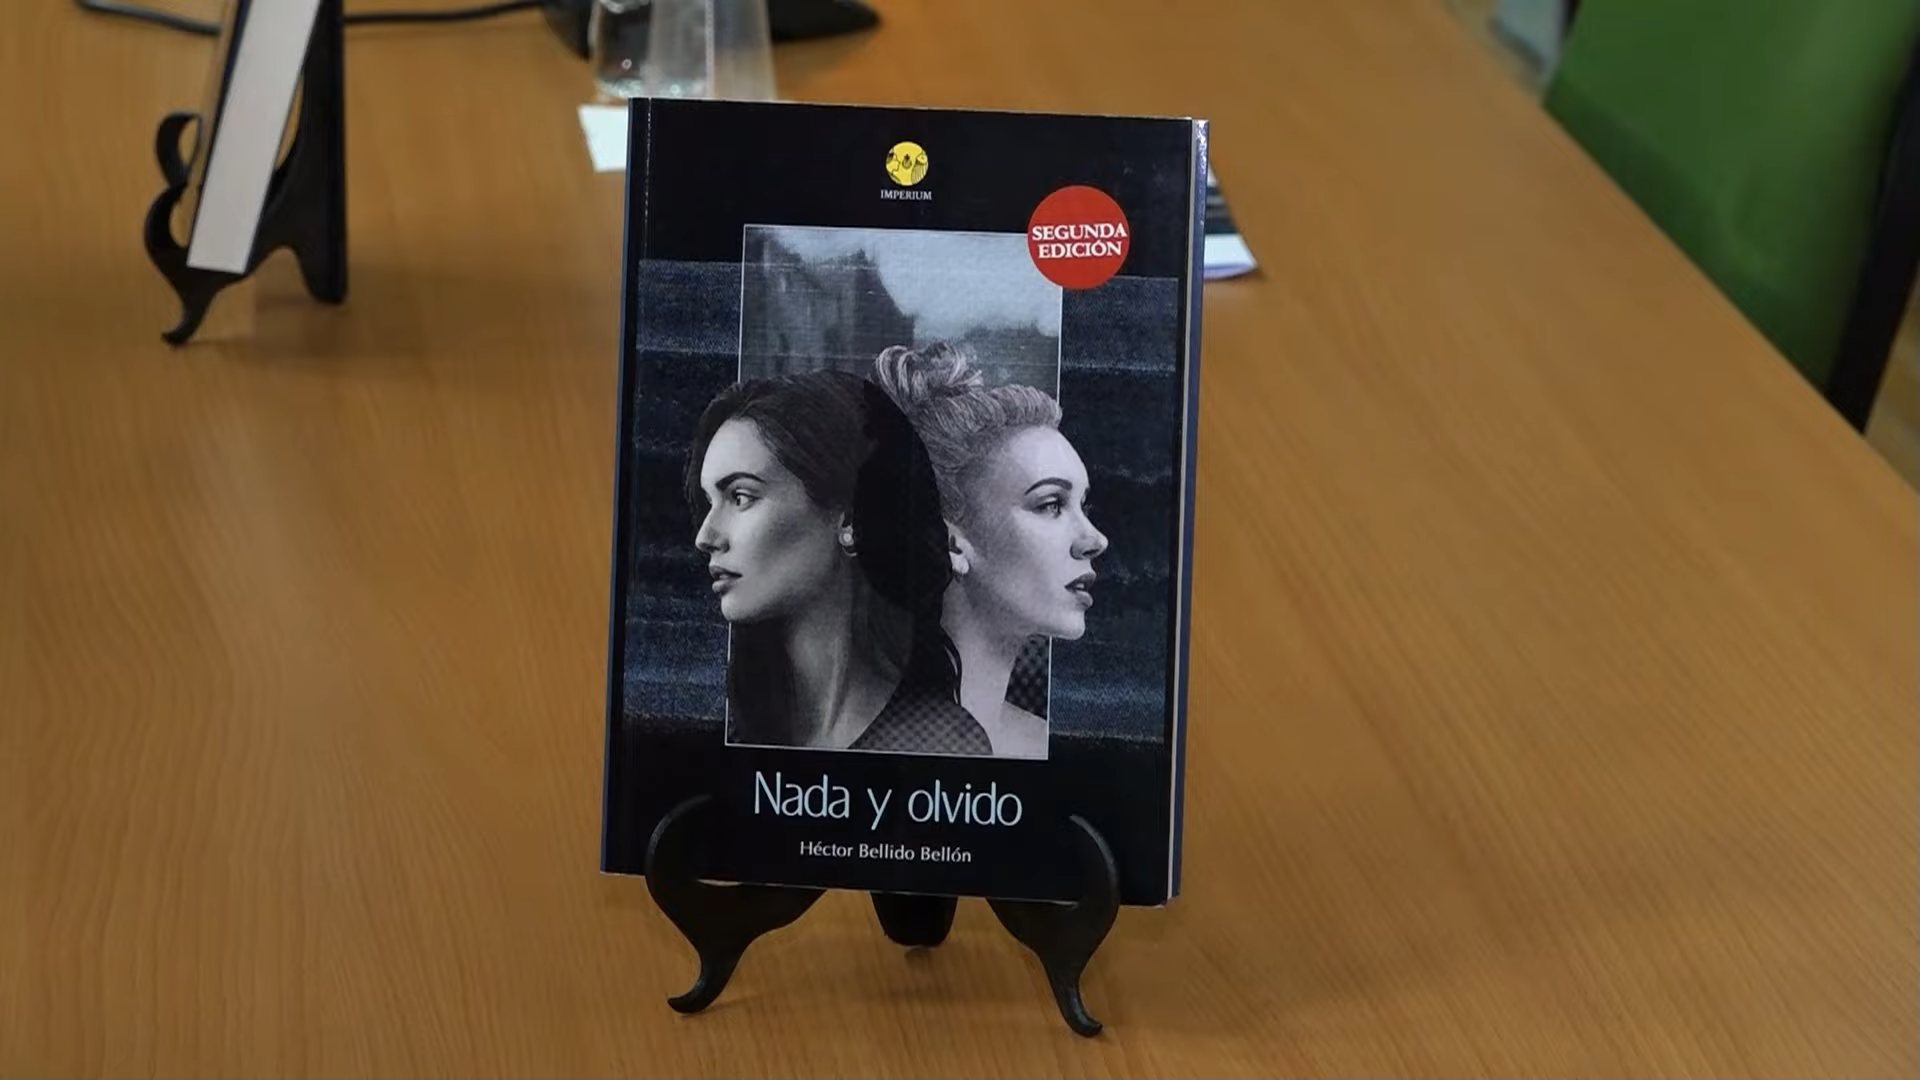 IMPERIUM
SEGUNDA
EDICIÓN
Nada y olvido
Héctor Bellido Bellón